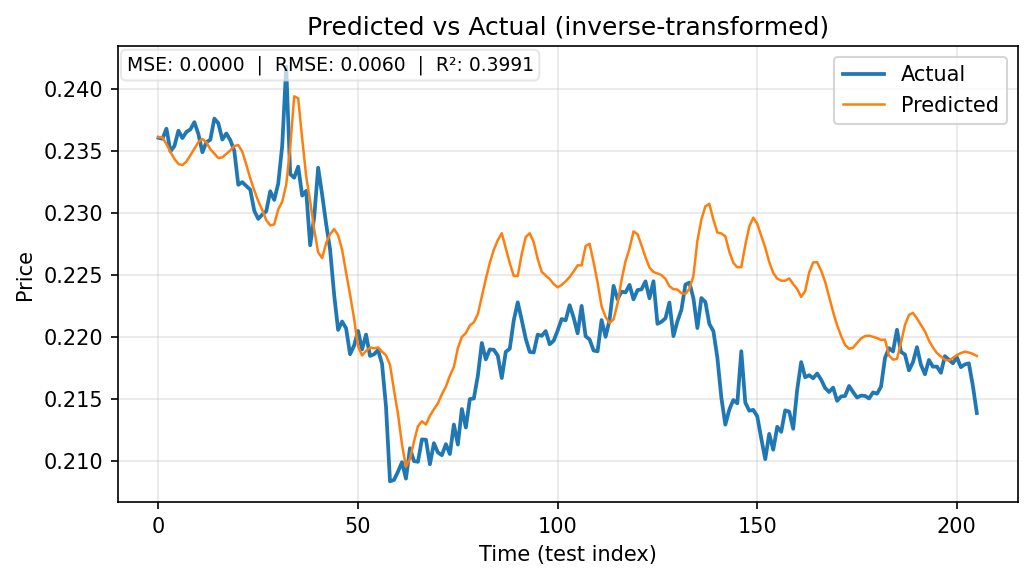 Predicted vs Actual (inverse-transformed)
MSE: 0.0000 | RMSE: 0.0060 | R²: 0.3991
Actual
Predicted
Price
0.240
0.235
0.230
0.225
0.220
0.215
0.210
0
50
100
150
200
Time (test index)